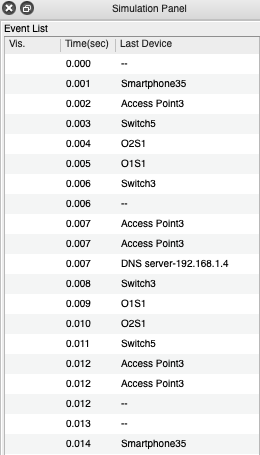 Simulation Panel
Event List
Vis. Time(sec) Last Device
0.000 --
0.001 Smartphone35
0.002 Access Point3
0.003 Switch5
0.004 O2S1
0.005 O1S1
0.006 Switch3
0.006 --
0.007 Access Point3
0.007 Access Point3
0.007 DNS server-192.168.1.4
0.008 Switch3
0.009 O1S1
0.010 O2S1
0.011 Switch5
0.012 Access Point3
0.012 Access Point3
0.012 --
0.013 --
0.014 Smartphone35